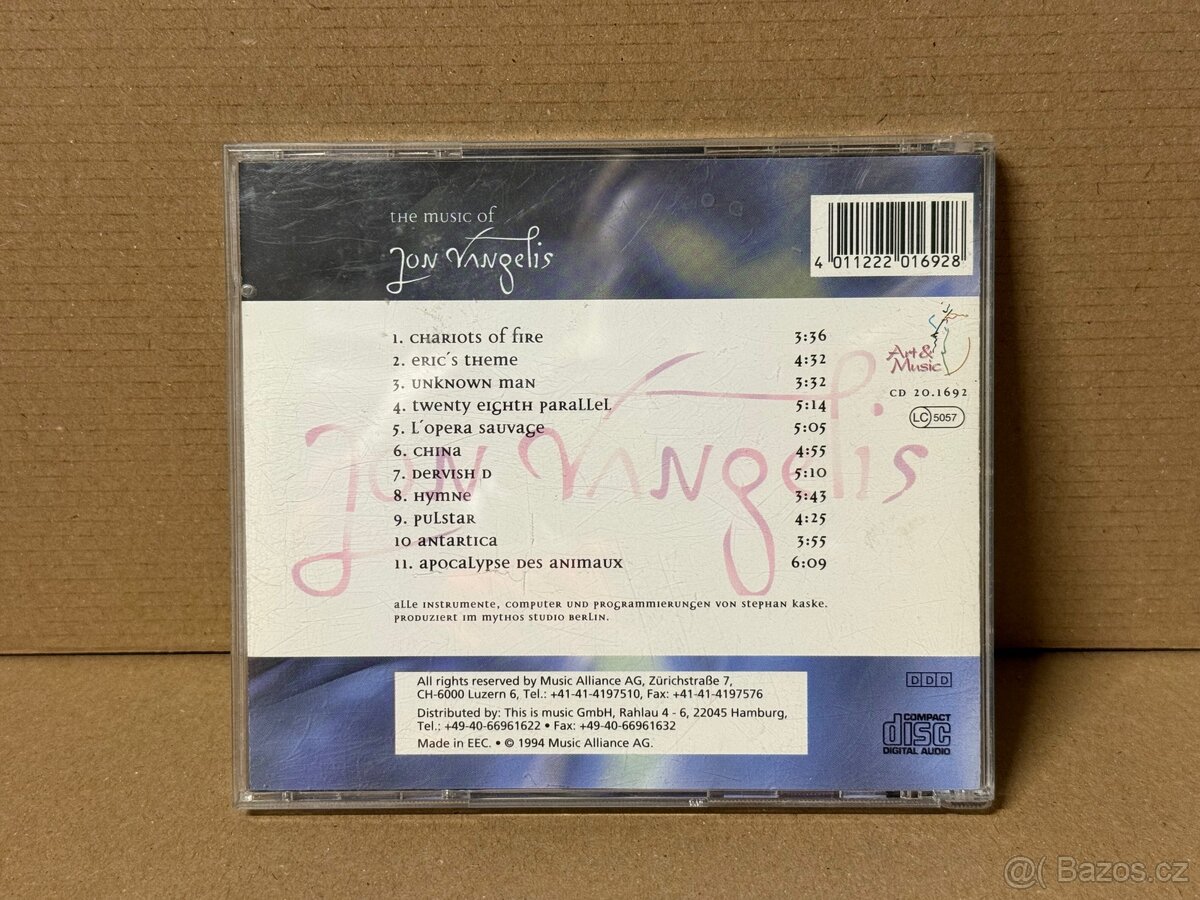 the music of
Jon Vangelis
4 011222 016928
1. chariots of fire 3:36
2. eric´s theme 4:32
3. unknown man 3:32
4. twenty eighth parallel 5:14
5. l´opera sauvage 5:05
6. china 4:55
7. dervish d 5:10
8. hymne 3:43
9. pulstar 4:25
10 antartica 3:55
11. apocalypse des animaux 6:09
Art &
Music
CD 20.1692
LC 5057
Jon Vangelis
alle instrumente, computer und programmierungen von stephan kaske.
produziert im mythos studio berlin.
All rights reserved by Music Alliance AG, Zürichstraße 7,
CH-6000 Luzern 6, Tel.: +41-41-4197510, Fax: +41-41-4197576
Distributed by: This is music GmbH, Rahlau 4 - 6, 22045 Hamburg,
Tel.: +49-40-66961622 • Fax: +49-40-66961632
Made in EEC. • © 1994 Music Alliance AG.
DDD
COMPACT
disc
DIGITAL AUDIO
@( Bazos.cz